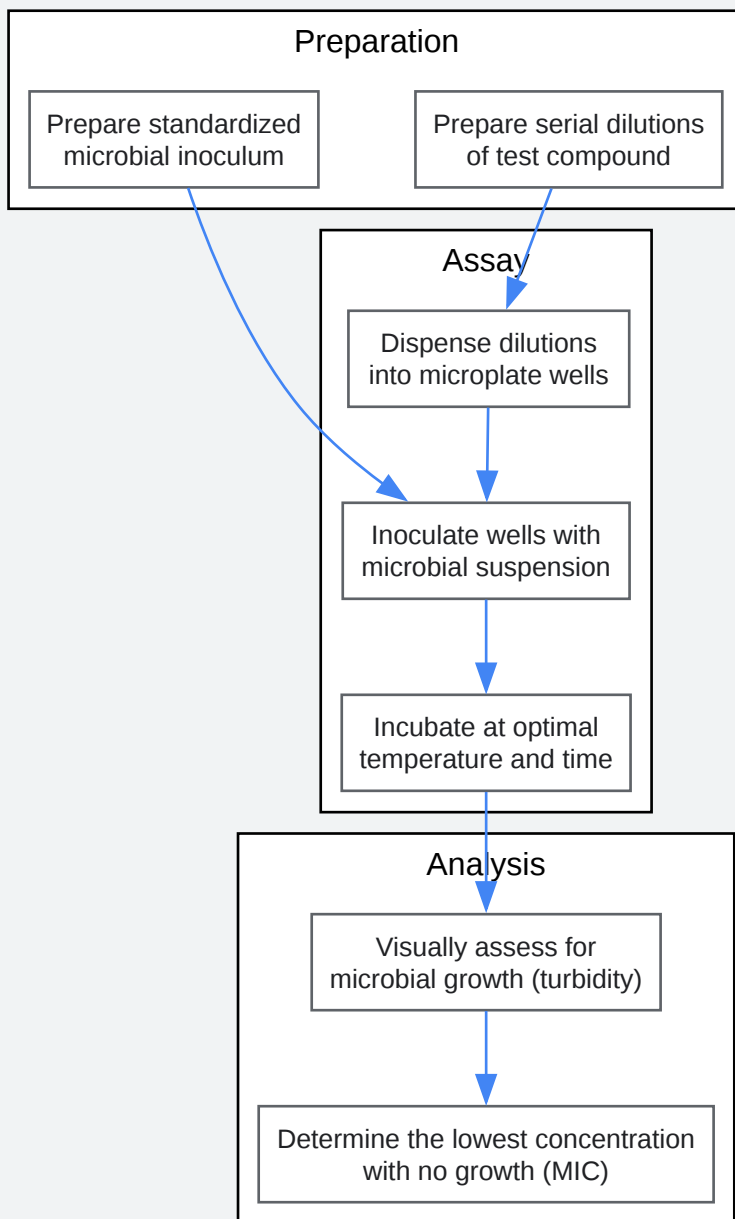 Preparation
Prepare standardized
microbial inoculum
Prepare serial dilutions
of test compound
Assay
Dispense dilutions
into microplate wells
Inoculate wells with
microbial suspension
Incubate at optimal
temperature and time
Analysis
Visually assess for
microbial growth (turbidity)
Determine the lowest concentration
with no growth (MIC)